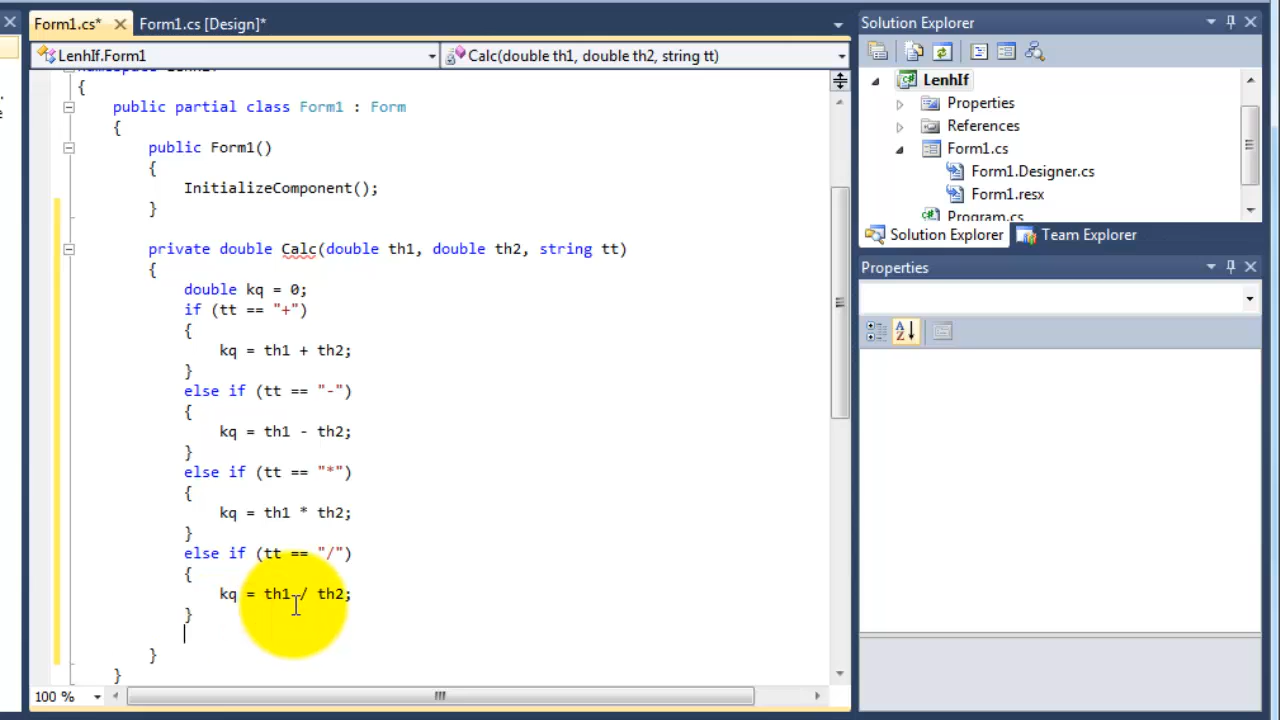 Form1.cs*
Form1.cs [Design]*
LenhIf.Form1
Calc(double th1, double th2, string tt)
{
public partial class Form1 : Form
{
public Form1()
{
InitializeComponent();
}
private double Calc(double th1, double th2, string tt)
{
double kq = 0;
if (tt == "+")
{
kq = th1 + th2;
}
else if (tt == "-")
{
kq = th1 - th2;
}
else if (tt == "*")
{
kq = th1 * th2;
}
else if (tt == "/")
{
kq = th1 / th2;
}
}
}
100 %
Solution Explorer
LenhIf
Properties
References
Form1.cs
Form1.Designer.cs
Form1.resx
Program.cs
Solution Explorer
Team Explorer
Properties